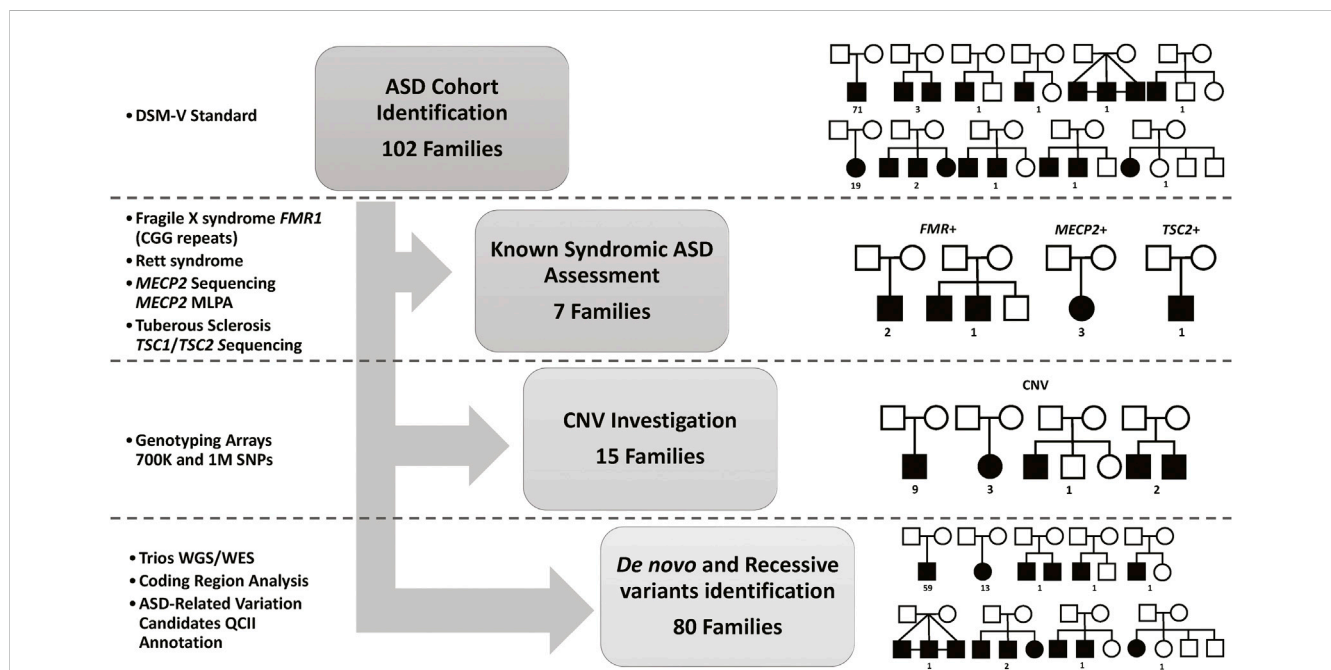 ASD Cohort
Identification
102 Families
• DSM-V Standard
71
3
1
1
1
1
19
2
1
1
1
• Fragile X syndrome FMR1
(CGG repeats)
• Rett syndrome
• MECP2 Sequencing
MECP2 MLPA
• Tuberous Sclerosis
TSC1/TSC2 Sequencing
Known Syndromic ASD
Assessment
7 Families
FMR+
MECP2+
TSC2+
2
1
3
1
• Genotyping Arrays
700K and 1M SNPs
CNV Investigation
15 Families
CNV
9
3
1
2
• Trios WGS/WES
• Coding Region Analysis
• ASD-Related Variation
Candidates QCII
Annotation
De novo and Recessive
variants identification
80 Families
59
13
1
1
1
1
2
1
1